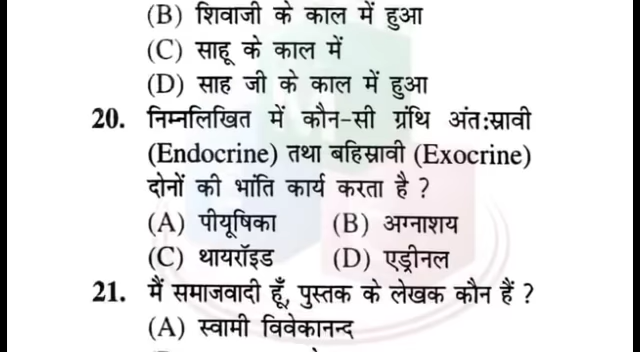 (B) शिवाजी के काल में हुआ
(C) साहू के काल में
(D) साह जी के काल में हुआ
20. निम्नलिखित में कौन-सी ग्रंथि अंत:स्रावी
(Endocrine) तथा बहिस्रावी (Exocrine)
दोनों की भांति कार्य करता है ?
(A) पीयूषिका (B) अग्नाशय
(C) थायरॉइड (D) एड्रीनल
21. मैं समाजवादी हूँ, पुस्तक के लेखक कौन हैं ?
(A) स्वामी विवेकानन्द